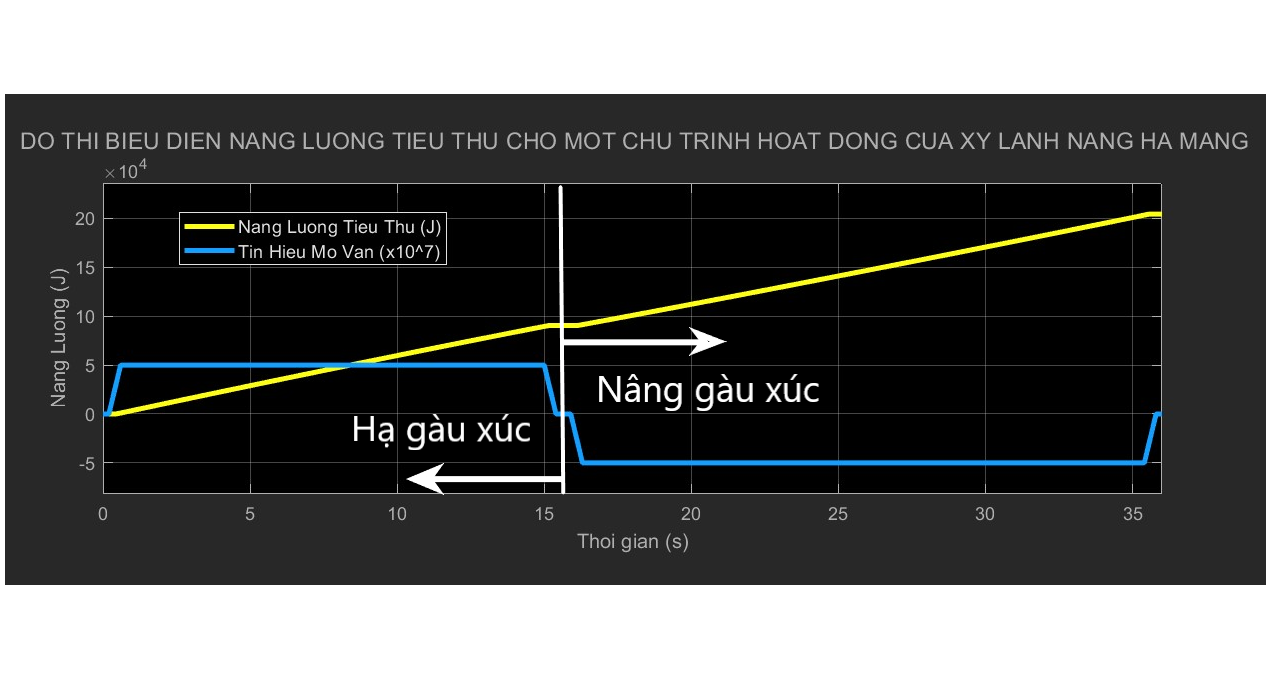 DO THI BIEU DIEN NANG LUONG TIEU THU CHO MOT CHU TRINH HOAT DONG CUA XY LANH NANG HA MANG
×10^4
Nang Luong Tieu Thu (J)
Tin Hieu Mo Van (x10^7)
20
15
10
5
0
-5
Nang Luong (J)
Nâng gàu xúc
Hạ gàu xúc
0 5 10 15 20 25 30 35
Thoi gian (s)